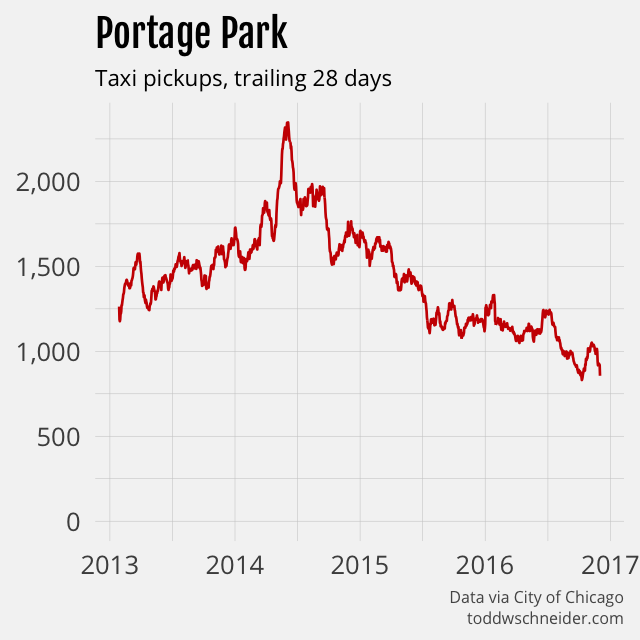 Portage Park
Taxi pickups, trailing 28 days
2,000
1,500
1,000
500
0
2013 2014 2015 2016 2017
Data via City of Chicago
toddwschneider.com